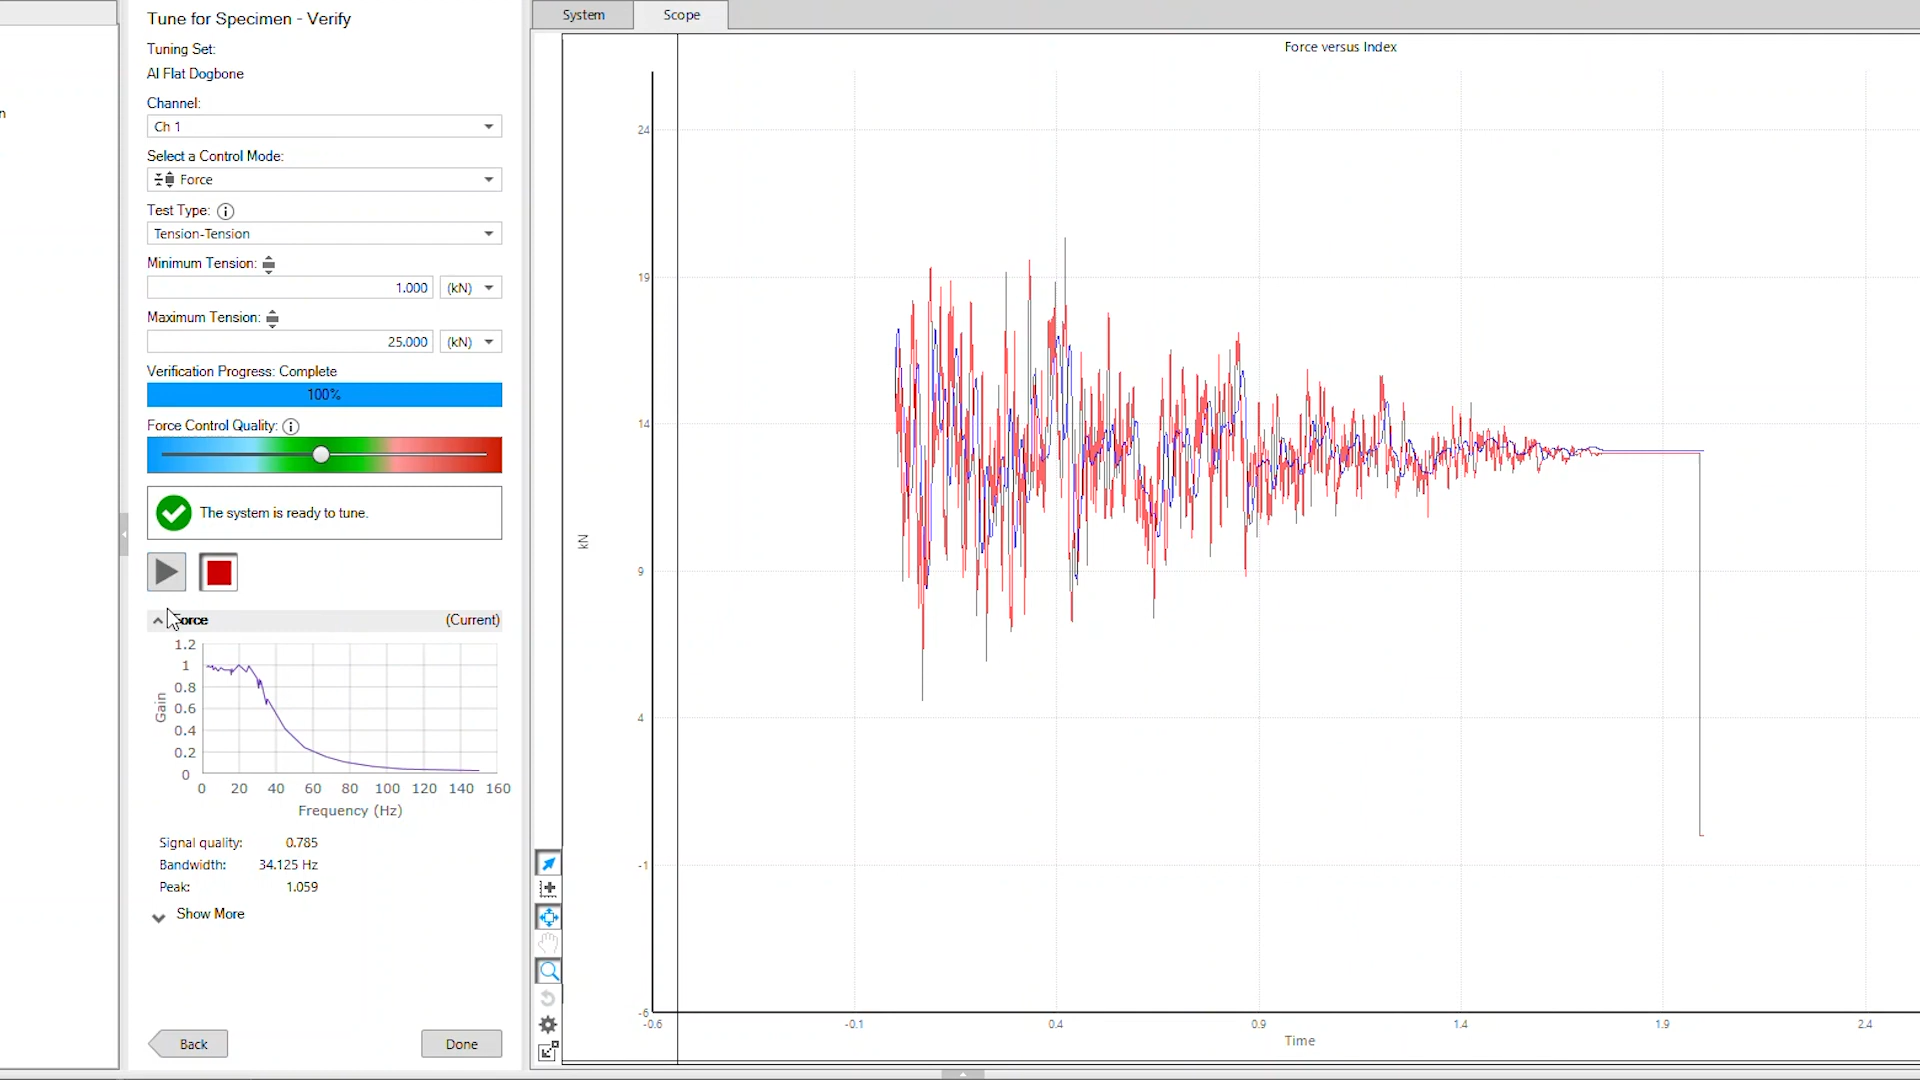 n
Tune for Specimen - Verify
Tuning Set:
Al Flat Dogbone
Channel:
Ch 1
Select a Control Mode:
Force
Test Type:
Tension-Tension
Minimum Tension:
1.000 (kN)
Maximum Tension:
25.000 (kN)
Verification Progress: Complete
100%
Force Control Quality:
The system is ready to tune.
orce (Current)
1.2
1
0.8
0.6
0.4
0.2
0
Gain
0 20 40 60 80 100 120 140 160
Frequency (Hz)
Signal quality: 0.785
Bandwidth: 34.125 Hz
Peak: 1.059
Show More
Back Done
System Scope
Force versus Index
24
19
14
9
4
-1
-6
kN
-0.6 -0.1 0.4 0.9 1.4 1.9 2.4
Time